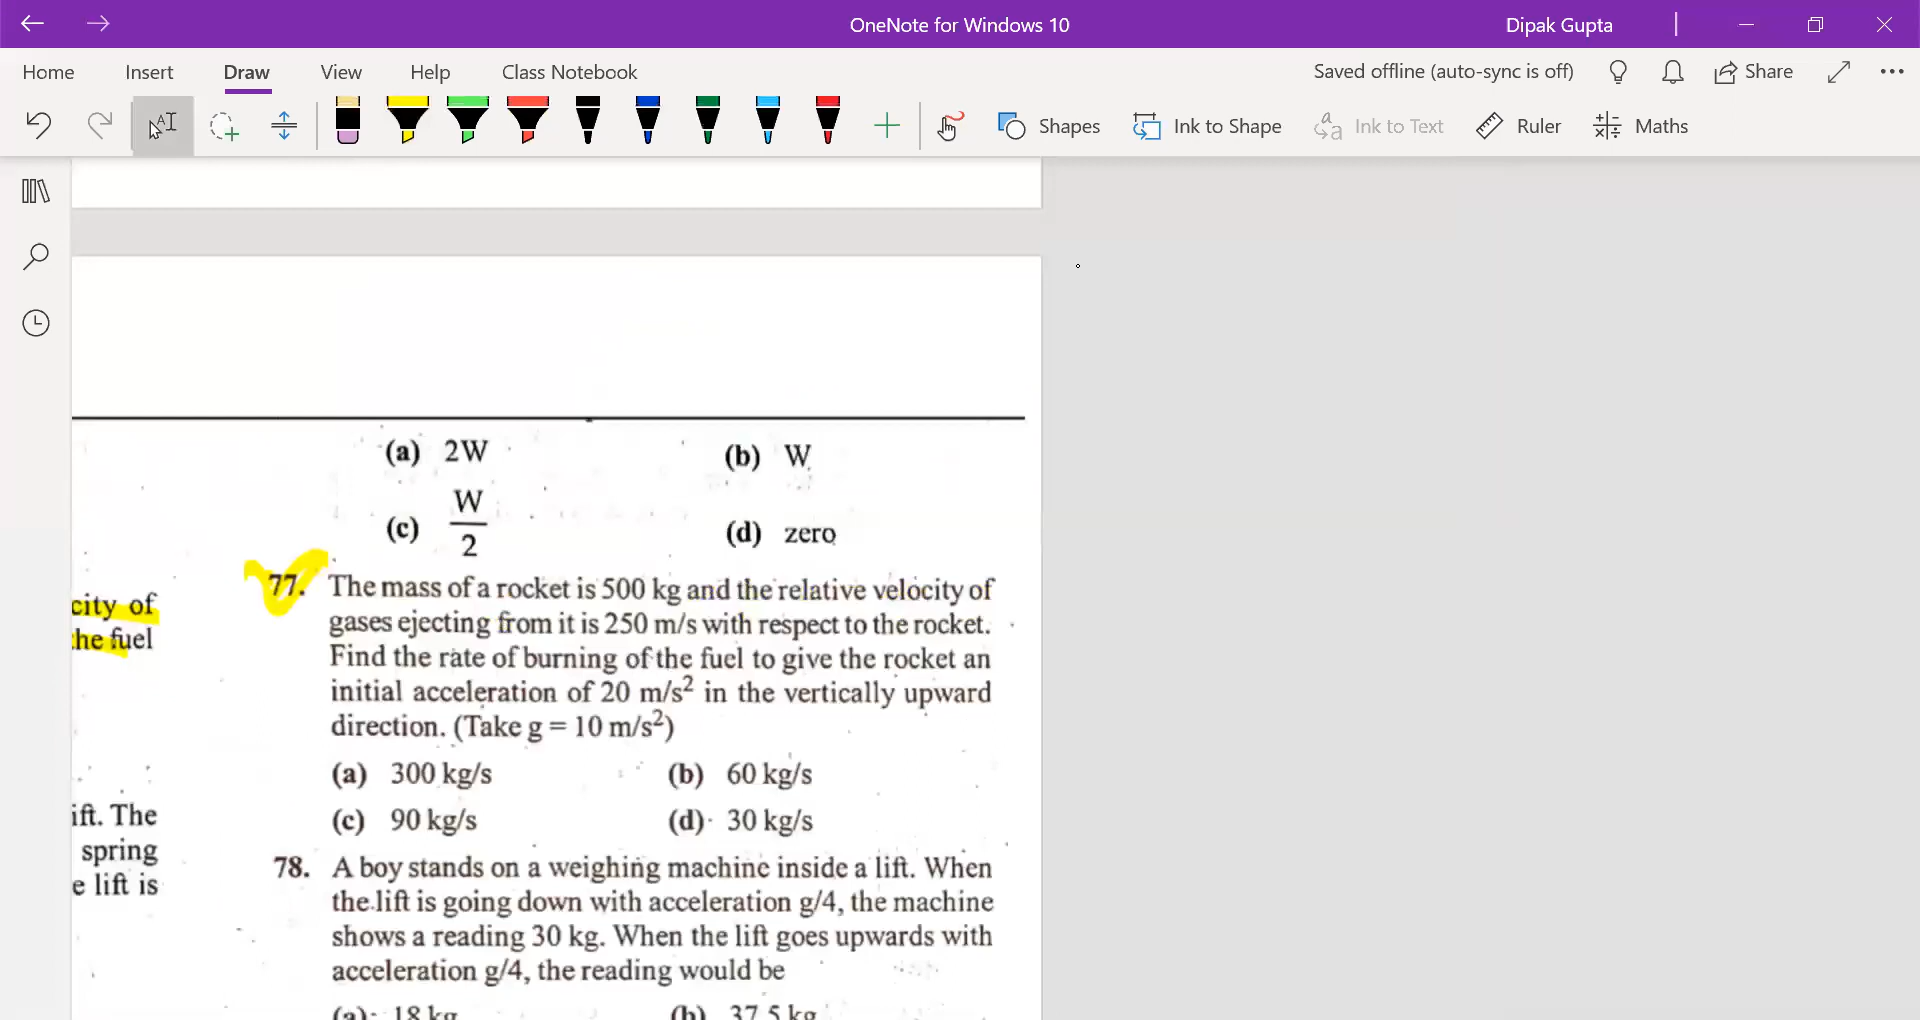 OneNote for Windows 10
Dipak Gupta
Home Insert Draw View Help Class Notebook
Saved offline (auto-sync is off) Share
Shapes Ink to Shape Ink to Text Ruler Maths
(a) 2W (b) W
(c) W/2 (d) zero
city of
he fuel
ift. The
spring
e lift is
77. The mass of a rocket is 500 kg and the relative velocity of
gases ejecting from it is 250 m/s with respect to the rocket.
Find the rate of burning of the fuel to give the rocket an
initial acceleration of 20 m/s² in the vertically upward
direction. (Take g = 10 m/s²)
(a) 300 kg/s (b) 60 kg/s
(c) 90 kg/s (d) 30 kg/s
78. A boy stands on a weighing machine inside a lift. When
the lift is going down with acceleration g/4, the machine
shows a reading 30 kg. When the lift goes upwards with
acceleration g/4, the reading would be
(a) 18 kg (b) 37.5 kg